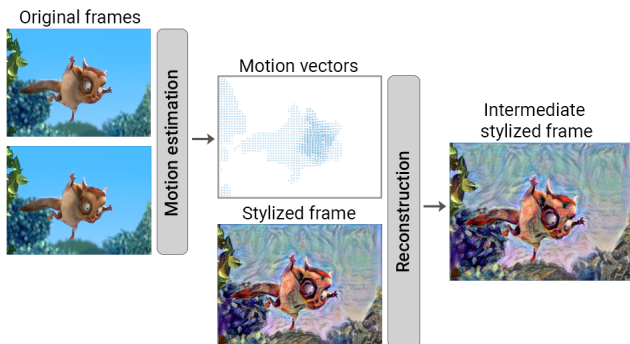 Original frames
Motion estimation
Motion vectors
Stylized frame
Reconstruction
Intermediate
stylized frame